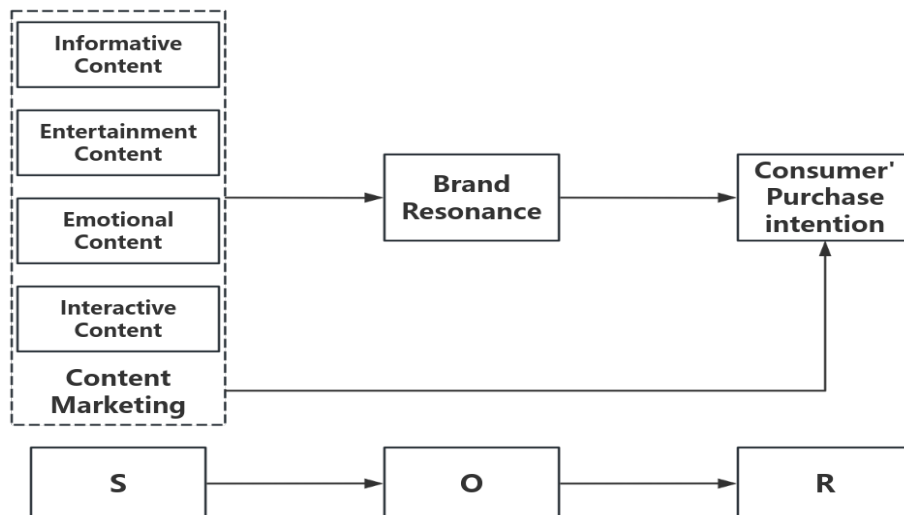 Informative
Content
Entertainment
Content
Emotional
Content
Interactive
Content
Content
Marketing
Brand
Resonance
Consumer'
Purchase
intention
S
O
R